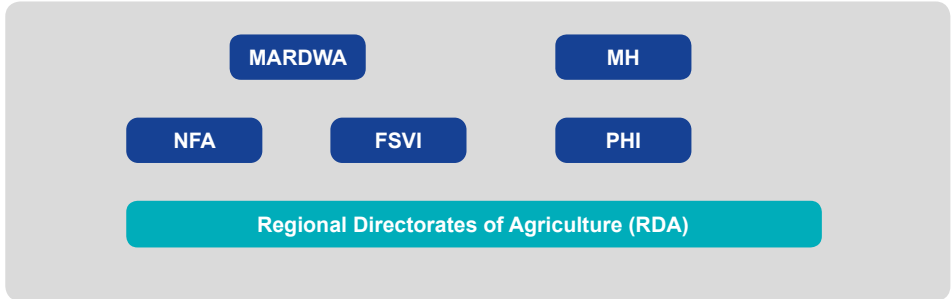 MARDWA
MH
NFA
FSVI
PHI
Regional Directorates of Agriculture (RDA)